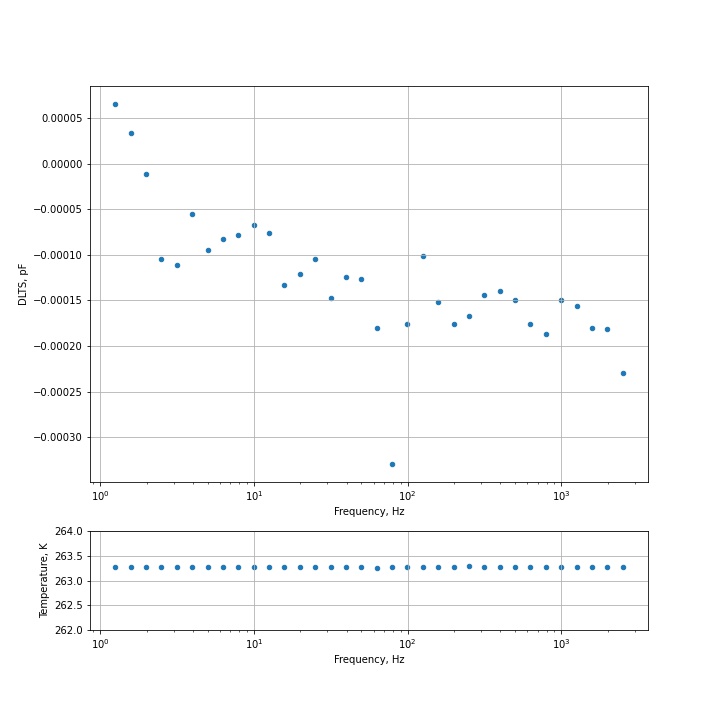 0.00005
0.00000
−0.00005
−0.00010
−0.00015
−0.00020
−0.00025
−0.00030
DLTS, pF
10⁰ 10¹ 10² 10³
Frequency, Hz
264.0
263.5
263.0
262.5
262.0
Temperature, K
10⁰ 10¹ 10² 10³
Frequency, Hz